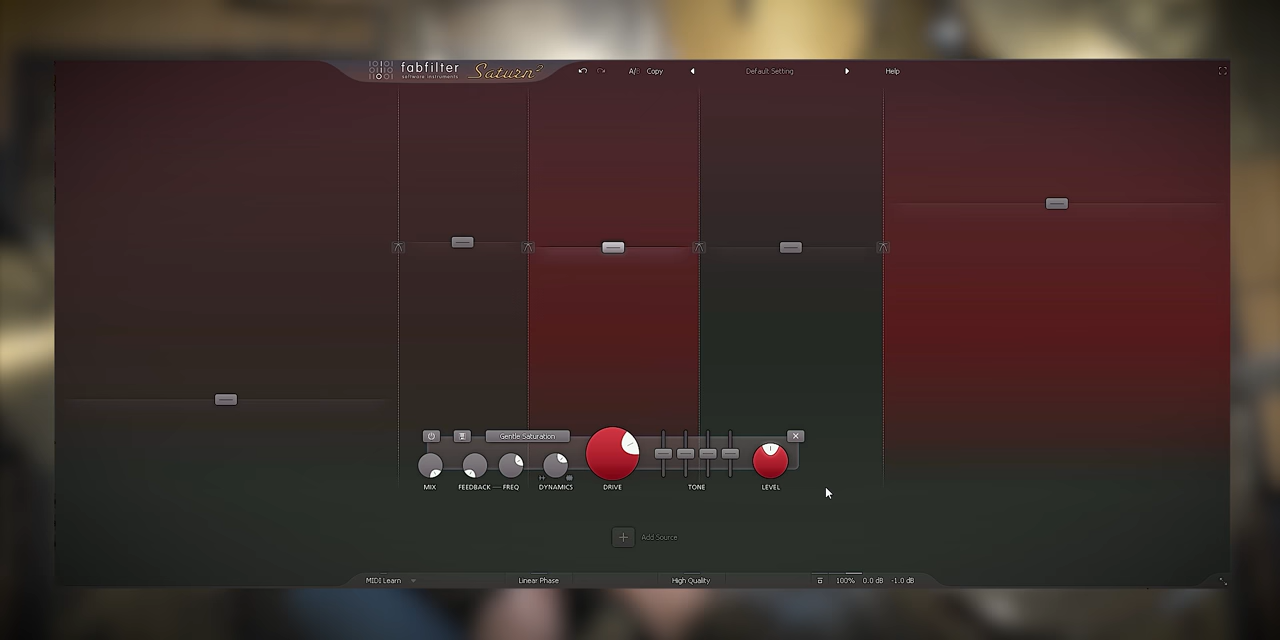 fabfilter Saturn 2 A/B Copy Default Setting Help
software instruments
Gentle Saturation
MIX FEEDBACK FREQ DYNAMICS DRIVE TONE LEVEL
Add Source
MIDI Learn Linear Phase High Quality 100% 0.0 dB -1.0 dB